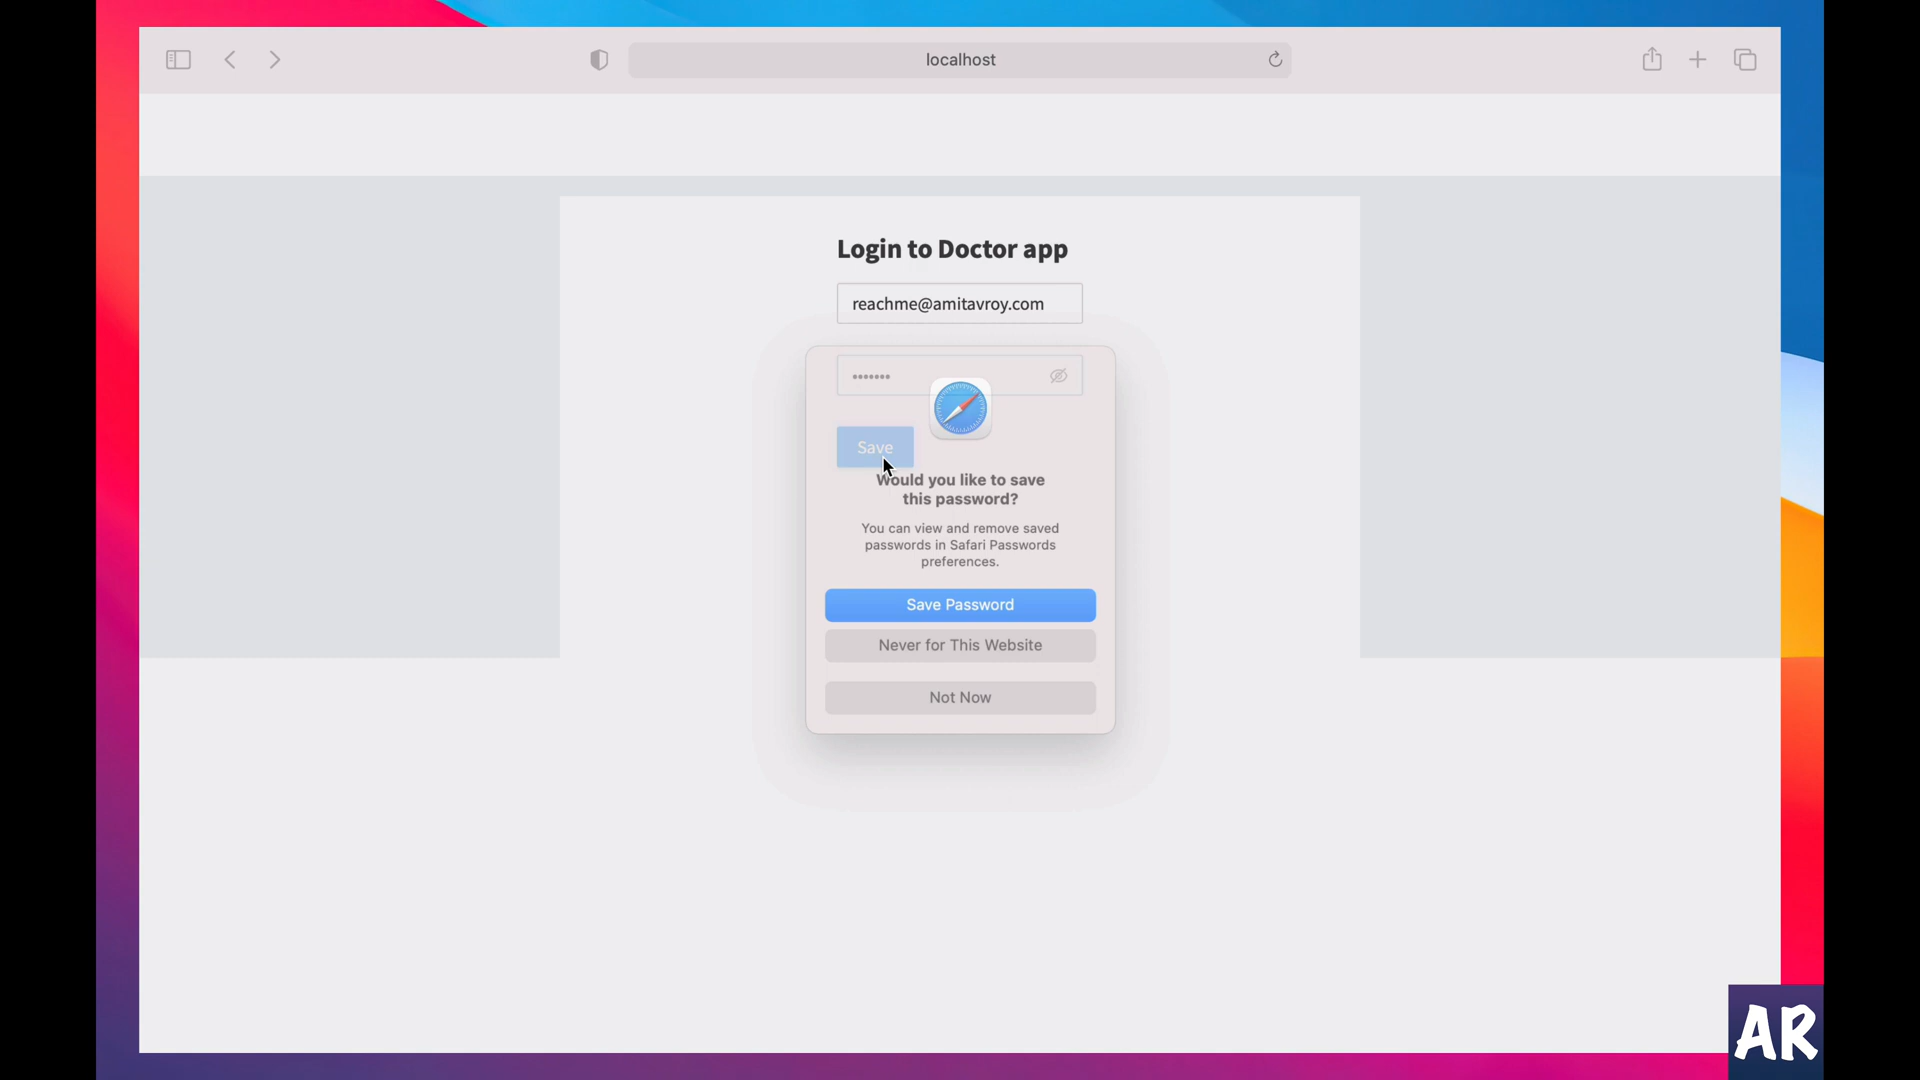 localhost
Login to Doctor app
reachme@amitavroy.com
•••••••
Save
Would you like to save
this password?
You can view and remove saved
passwords in Safari Passwords
preferences.
Save Password
Never for This Website
Not Now
AR